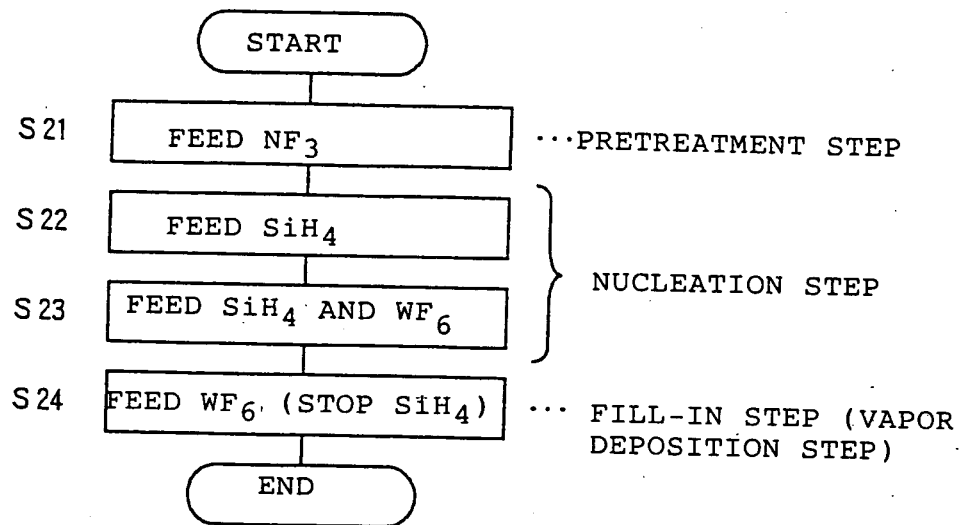 START
S21 FEED NF3 ···PRETREATMENT STEP
S22 FEED SiH4
NUCLEATION STEP
S23 FEED SiH4 AND WF6
S24 FEED WF6 (STOP SiH4) ··· FILL-IN STEP (VAPOR
DEPOSITION STEP)
END